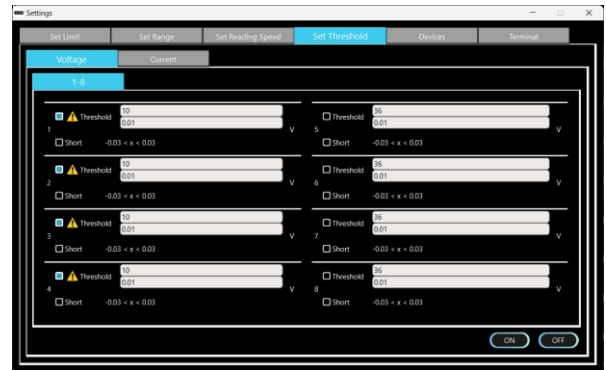 Settings
Set Limit Set Range Set Reading Speed Set Threshold Devices Terminal
Voltage Current
1-8
Threshold 10
0.01
1 V
Short -0.03 < x < 0.03
Threshold 10
0.01
2 V
Short -0.03 < x < 0.03
Threshold 10
0.01
3 V
Short -0.03 < x < 0.03
Threshold 10
0.01
4 V
Short -0.03 < x < 0.03
Threshold 36
0.01
5 V
Short -0.03 < x < 0.03
Threshold 36
0.01
6 V
Short -0.03 < x < 0.03
Threshold 36
0.01
7 V
Short -0.03 < x < 0.03
Threshold 36
0.01
8 V
Short -0.03 < x < 0.03
ON OFF